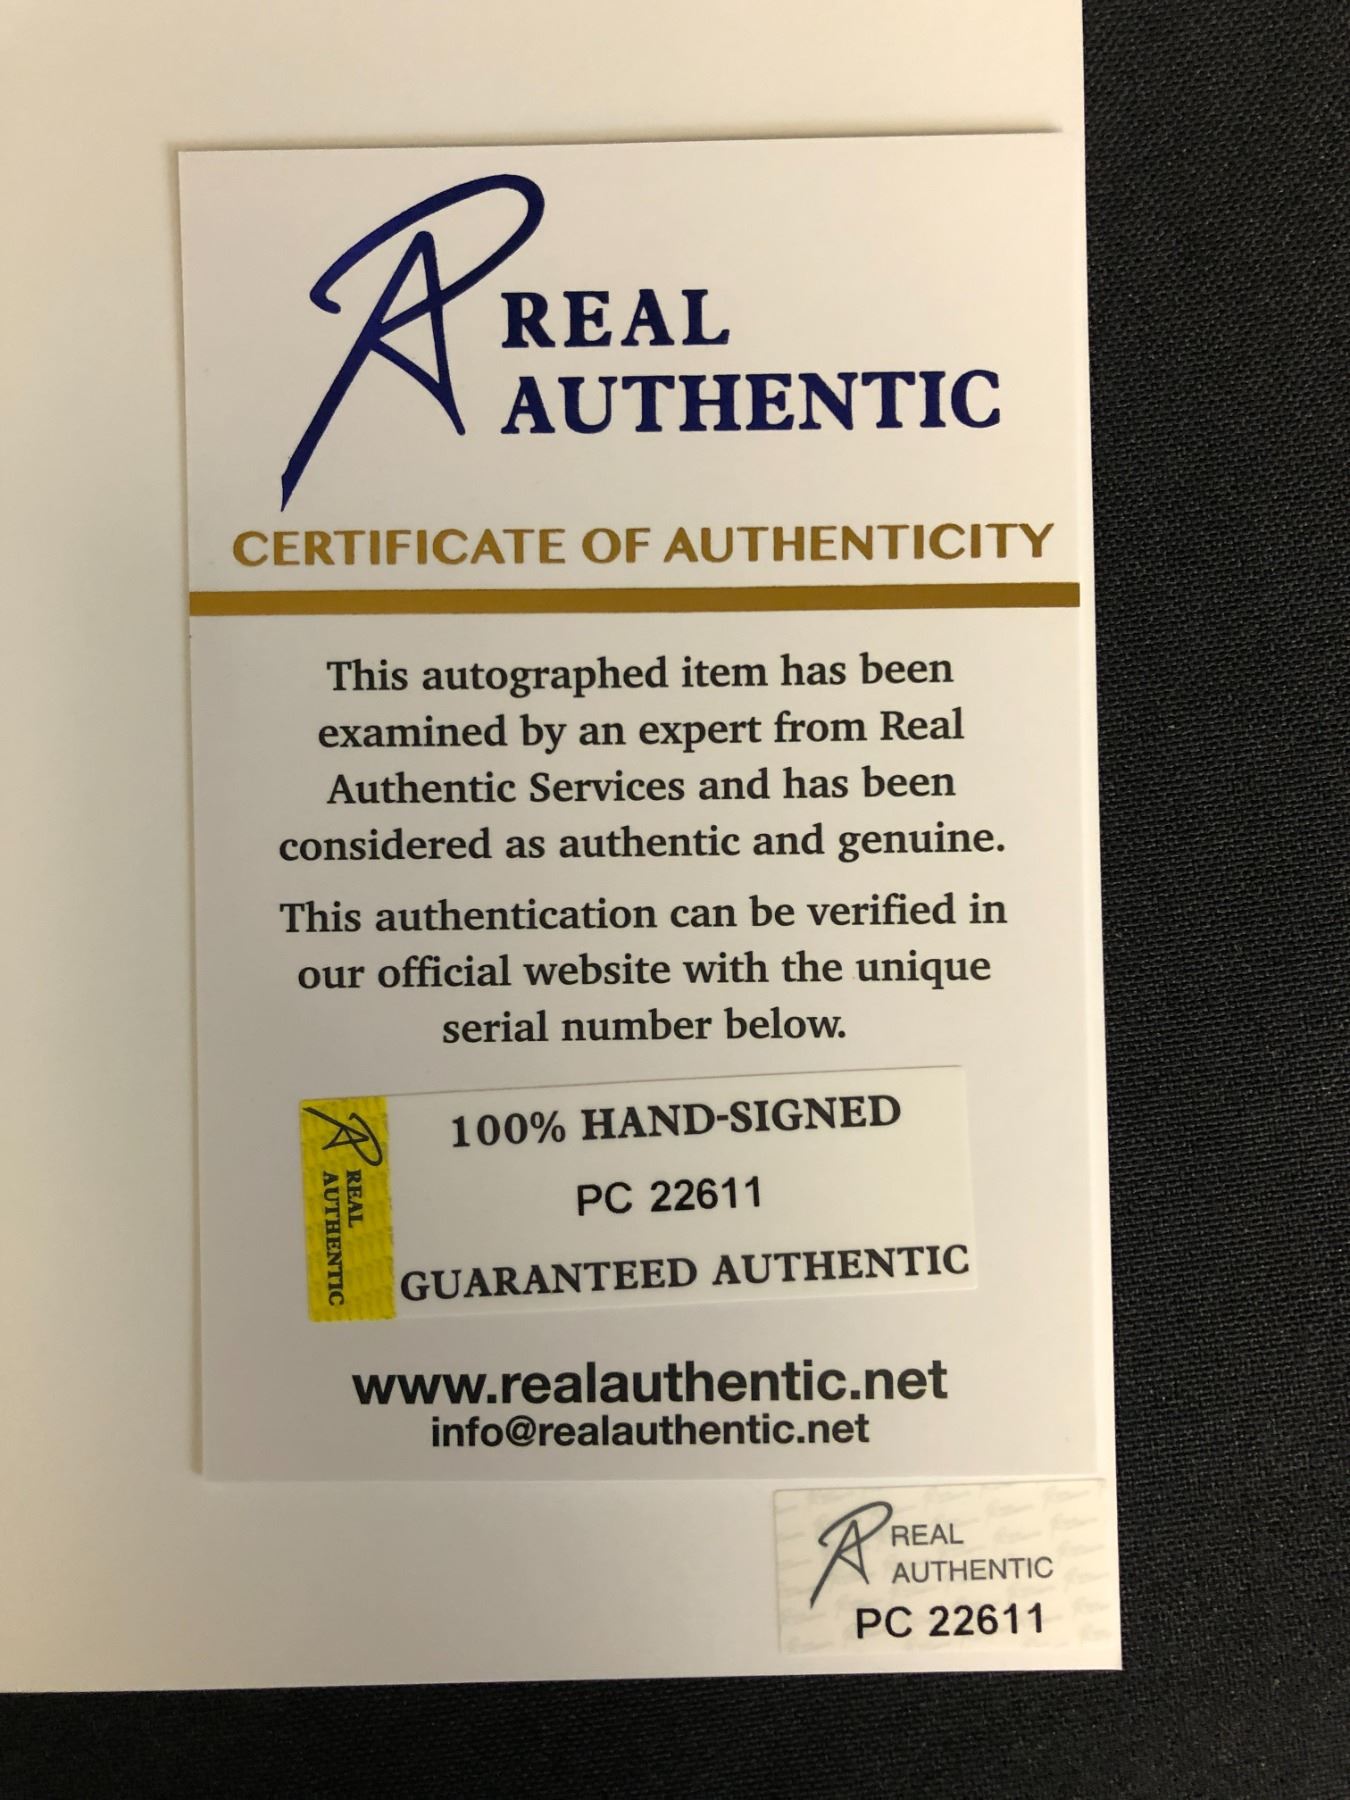 REAL
AUTHENTIC
CERTIFICATE OF AUTHENTICITY
This autographed item has been
examined by an expert from Real
Authentic Services and has been
considered as authentic and genuine.
This authentication can be verified in
our official website with the unique
serial number below.
REAL
AUTHENTIC
100% HAND-SIGNED
PC 22611
GUARANTEED AUTHENTIC
www.realauthentic.net
info@realauthentic.net
REAL
AUTHENTIC
PC 22611